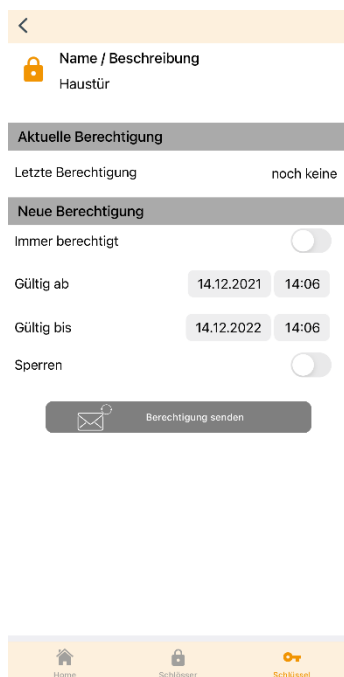 Name / Beschreibung
Haustür
Aktuelle Berechtigung
Letzte Berechtigung noch keine
Neue Berechtigung
Immer berechtigt
Gültig ab 14.12.2021 14:06
Gültig bis 14.12.2022 14:06
Sperren
Berechtigung senden
Home Schlösser Schlüssel